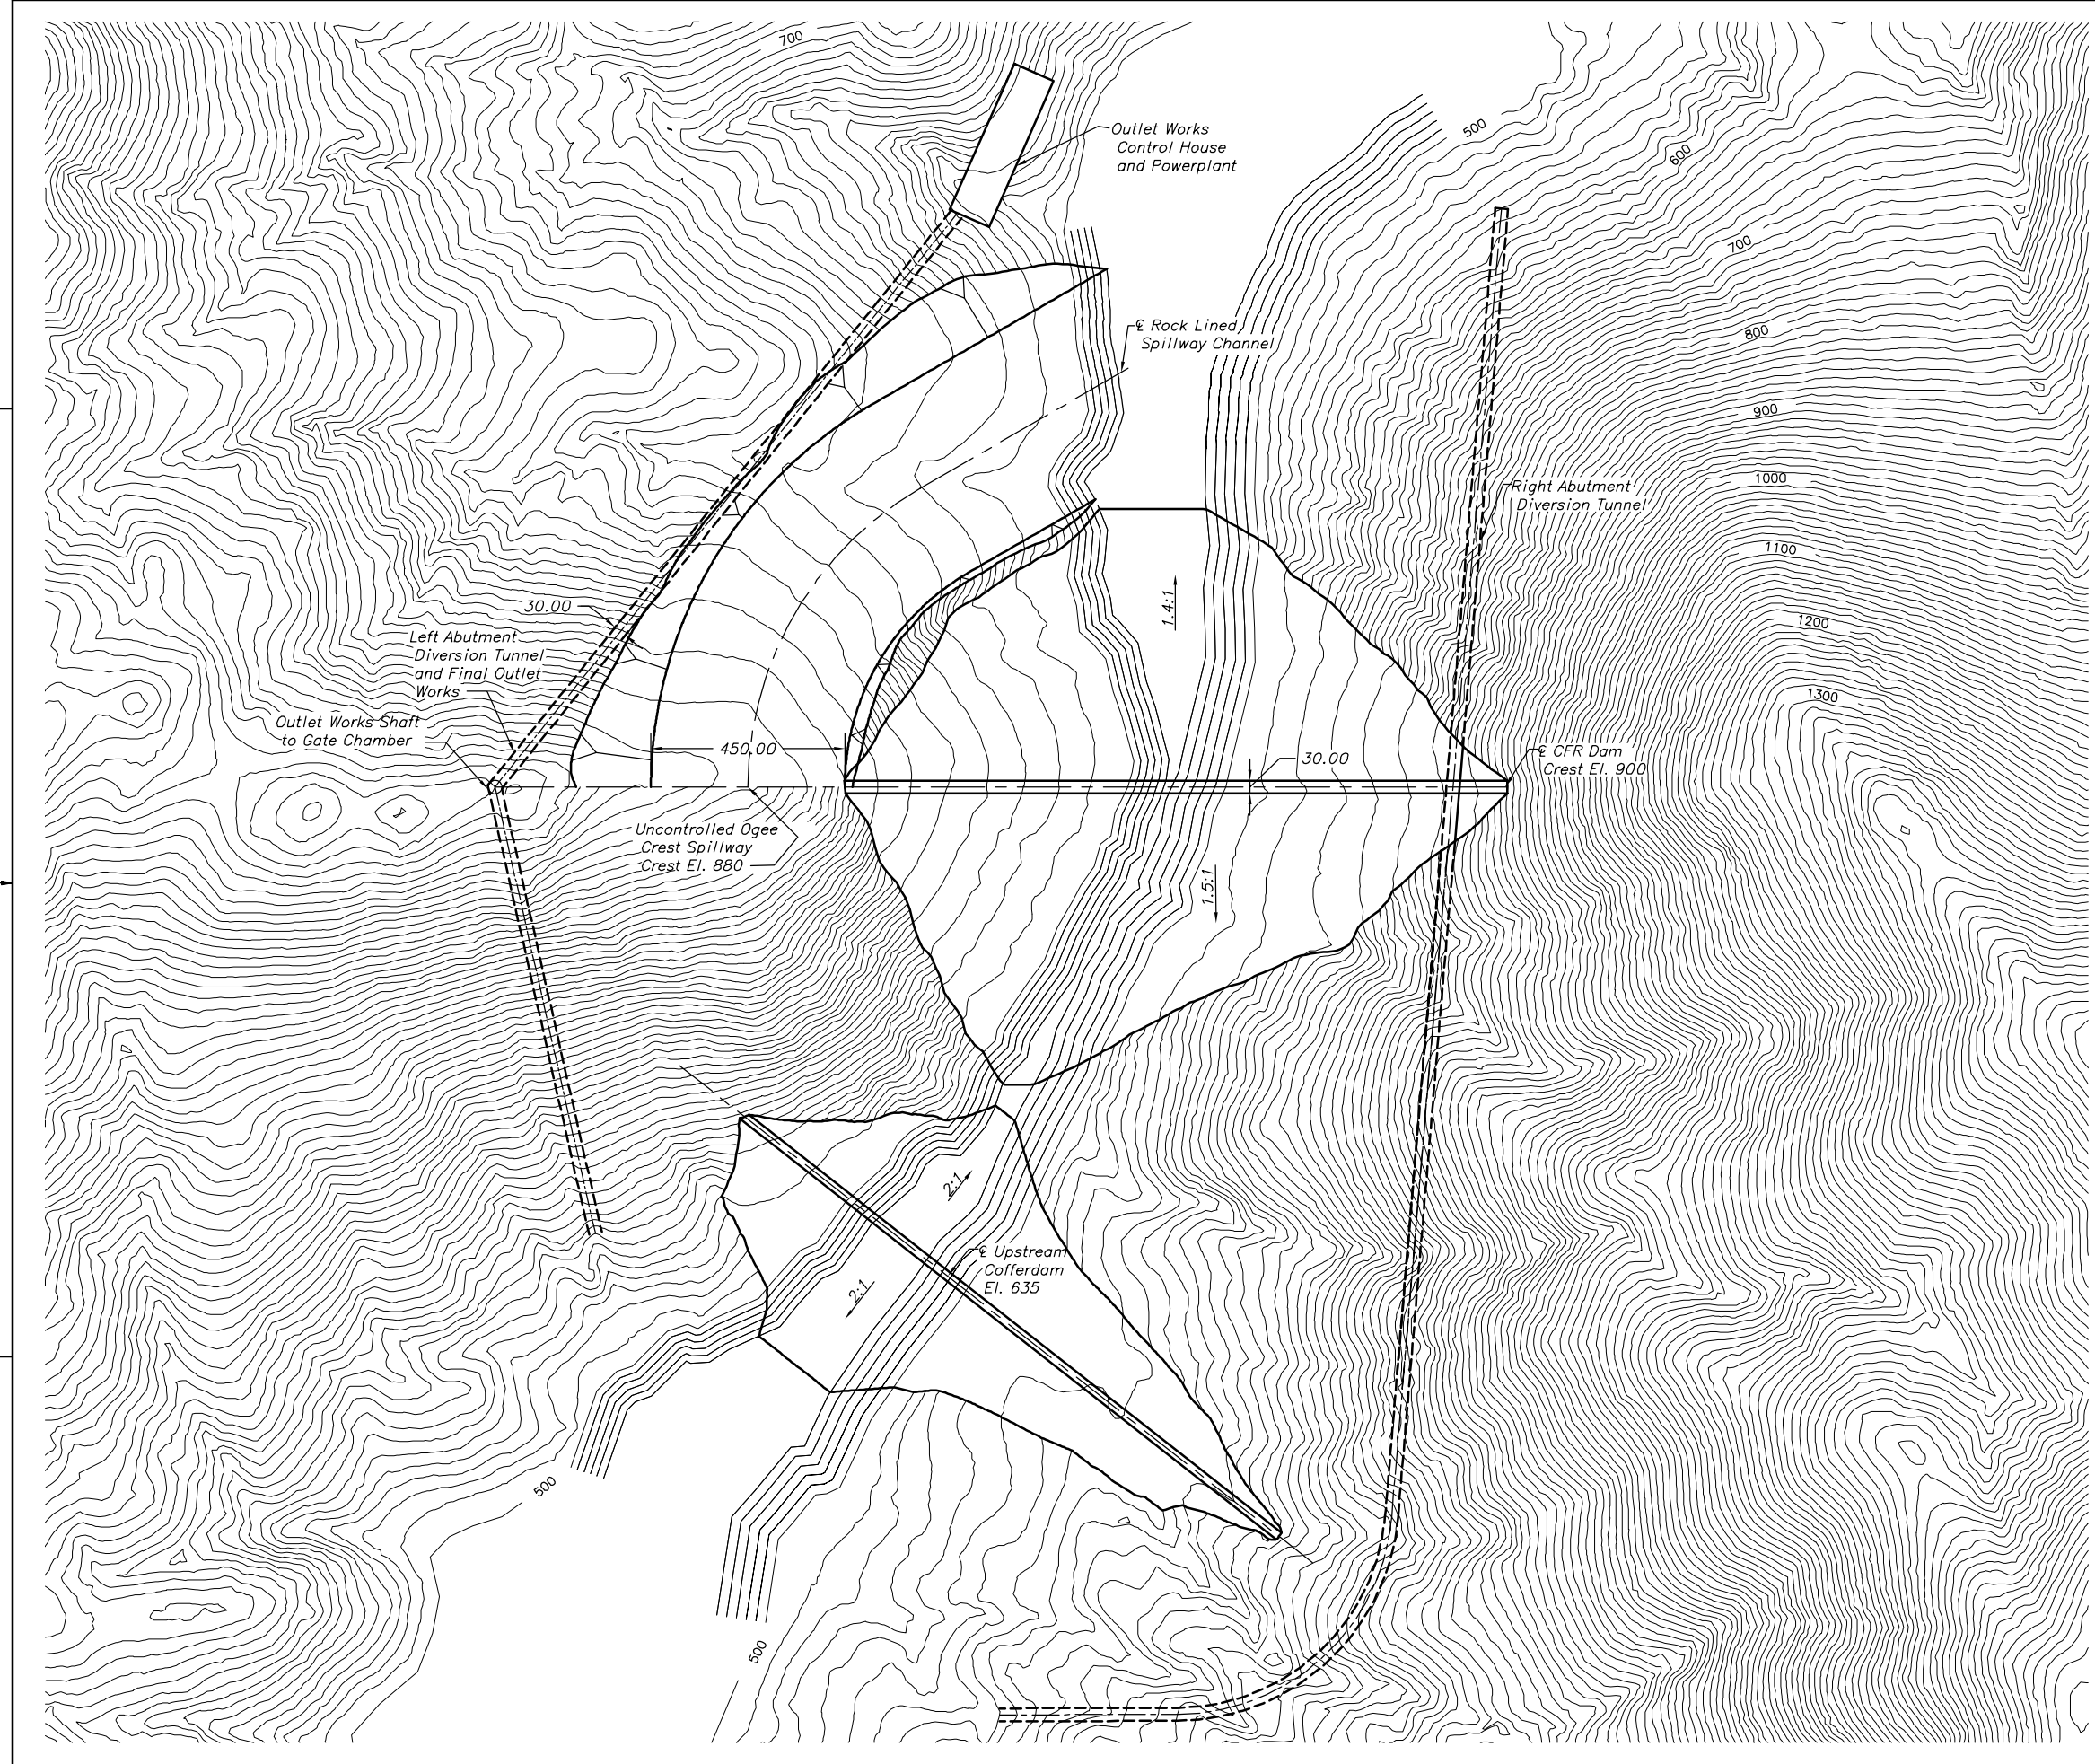 700
Outlet Works
Control House
and Powerplant
500
600
700
℄ Rock Lined
Spillway Channel
800
900
1000
Right Abutment
Diversion Tunnel
1100
1.4:1
30.00
1200
Left Abutment
Diversion Tunnel
and Final Outlet
Works
1300
Outlet Works Shaft
to Gate Chamber
450.00
30.00
℄ CFR Dam
Crest El. 900
Uncontrolled Ogee
Crest Spillway
Crest El. 880
1.5:1
2:1
℄ Upstream
Cofferdam
El. 635
2:1
500
500